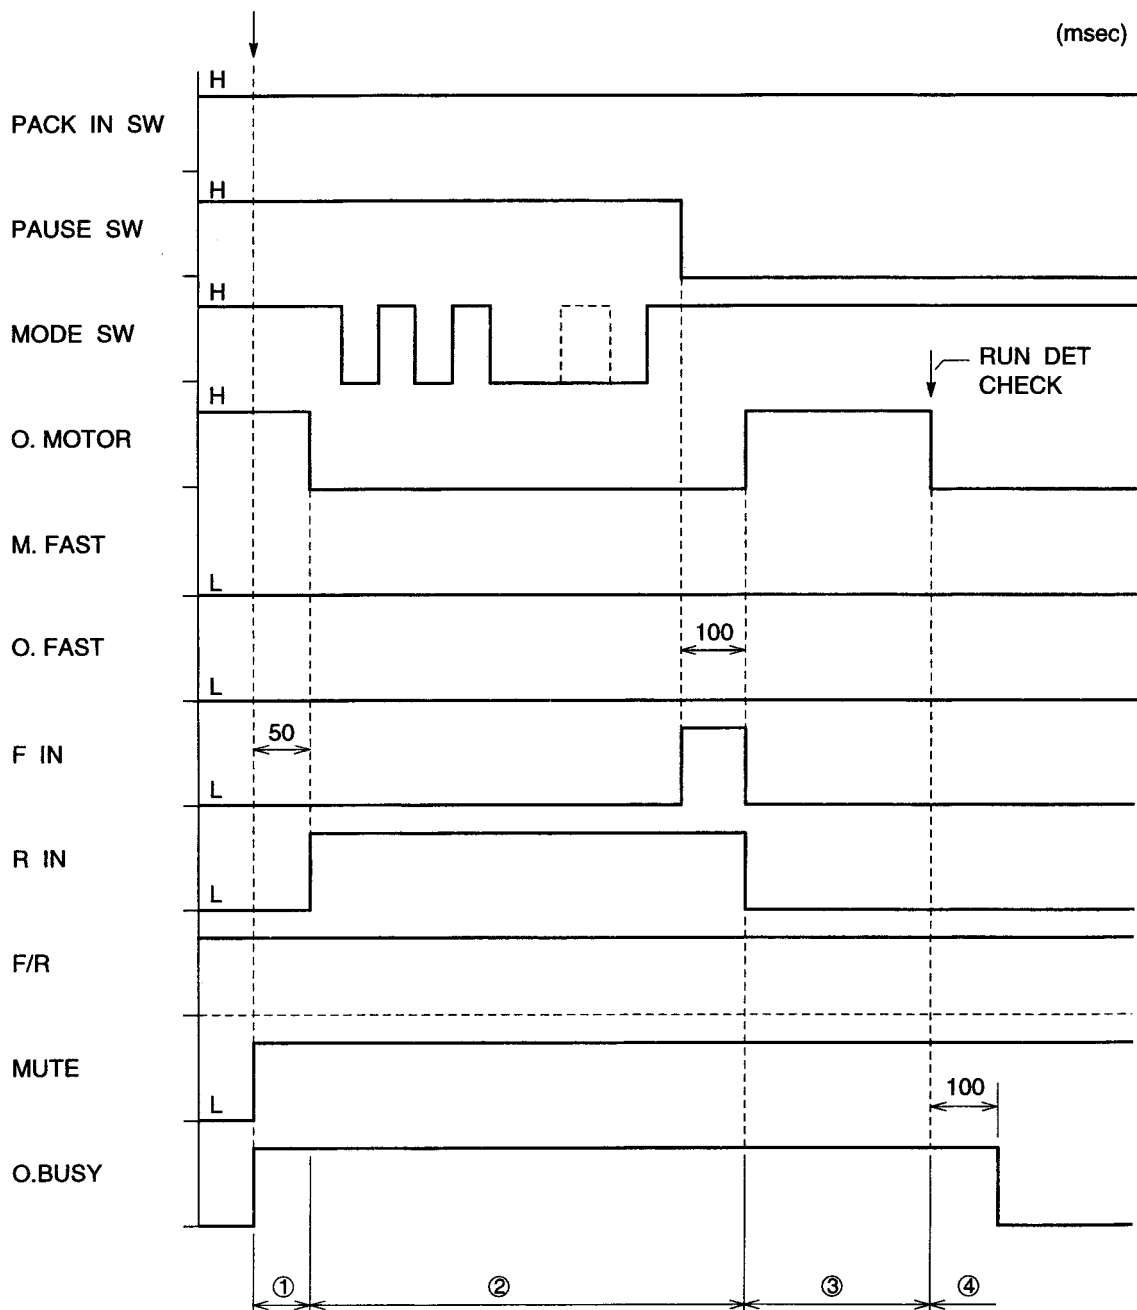 (msec)
H
PACK IN SW
H
PAUSE SW
H
MODE SW
RUN DET
CHECK
H
O. MOTOR
M. FAST
L
O. FAST
100
L
50
F IN
L
R IN
L
F/R
MUTE
L
100
O.BUSY
① ② ③ ④